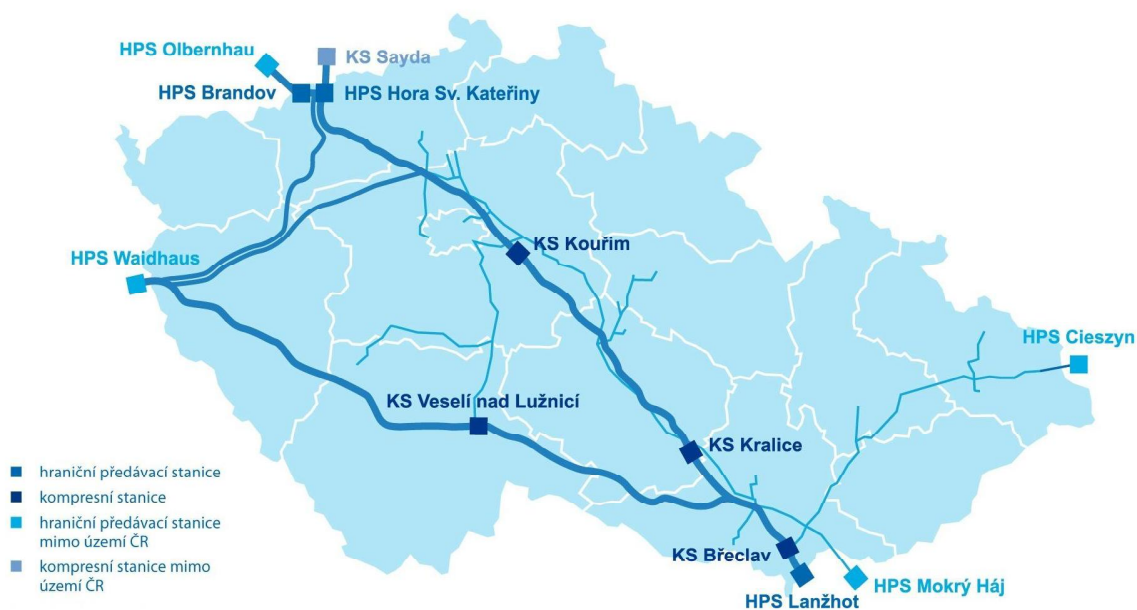 HPS Olbernhau
KS Sayda
HPS Brandov
HPS Hora Sv. Kateřiny
KS Kouřim
HPS Waidhaus
HPS Cieszyn
KS Veselí nad Lužnicí
KS Kralice
hraniční předávací stanice
kompresní stanice
hraniční předávací stanice
mimo území ČR
kompresní stanice mimo
území ČR
KS Břeclav
HPS Mokrý Háj
HPS Lanžhot